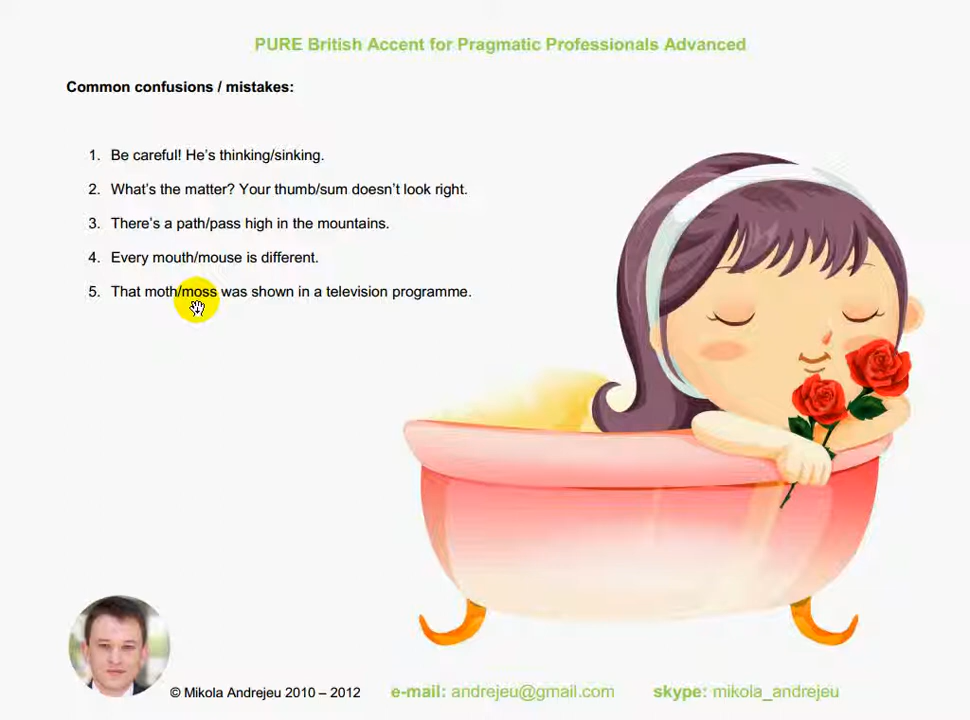 PURE British Accent for Pragmatic Professionals Advanced
Common confusions / mistakes:
1. Be careful! He's thinking/sinking.
2. What's the matter? Your thumb/sum doesn't look right.
3. There's a path/pass high in the mountains.
4. Every mouth/mouse is different.
5. That moth/moss was shown in a television programme.
© Mikola Andrejeu 2010 – 2012 e-mail: andrejeu@gmail.com skype: mikola_andrejeu